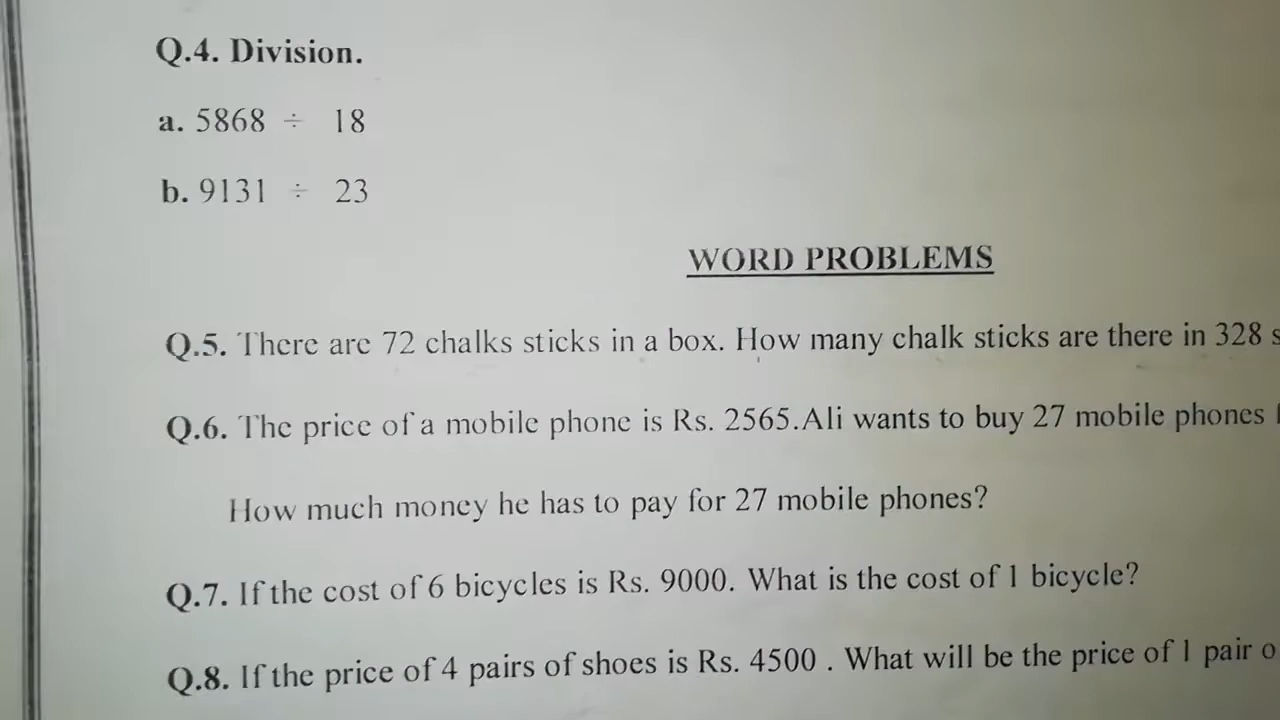 Q.4. Division.
a. 5868 ÷ 18
b. 9131 ÷ 23
WORD PROBLEMS
Q.5. There are 72 chalks sticks in a box. How many chalk sticks are there in 328
Q.6. The price of a mobile phone is Rs. 2565.Ali wants to buy 27 mobile phones
How much money he has to pay for 27 mobile phones?
Q.7. If the cost of 6 bicycles is Rs. 9000. What is the cost of 1 bicycle?
Q.8. If the price of 4 pairs of shoes is Rs. 4500 . What will be the price of 1 pair